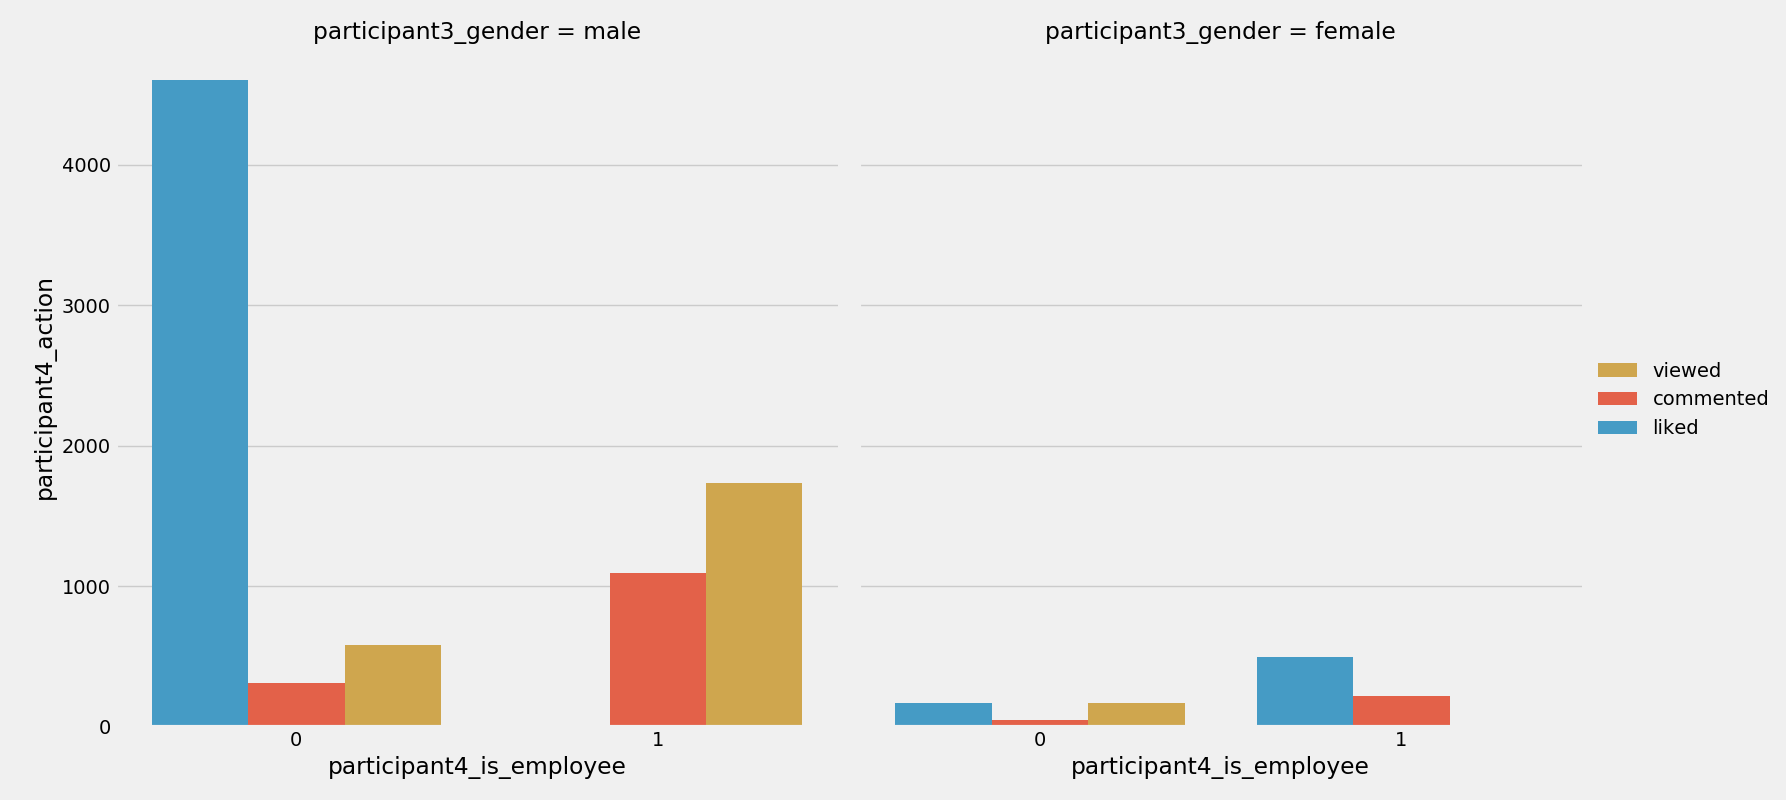 participant3_gender = male
participant3_gender = female
participant4_action
4000
3000
2000
1000
0
0
1
0
1
participant4_is_employee
participant4_is_employee
viewed
commented
liked